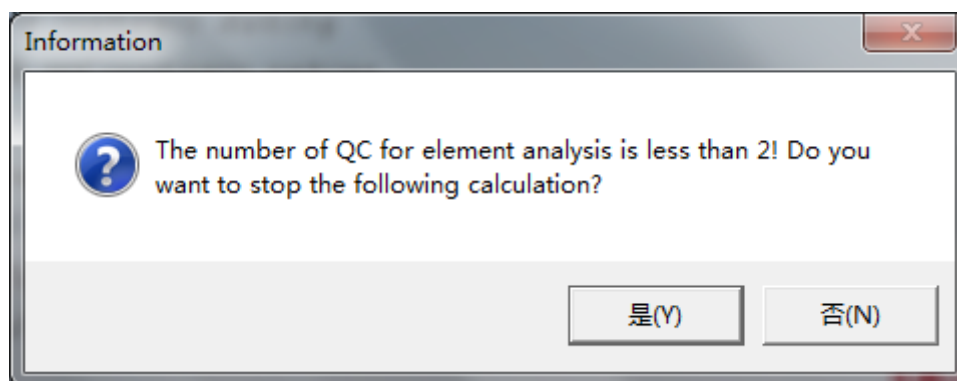 Information
The number of QC for element analysis is less than 2! Do you
want to stop the following calculation?
是(Y)
否(N)